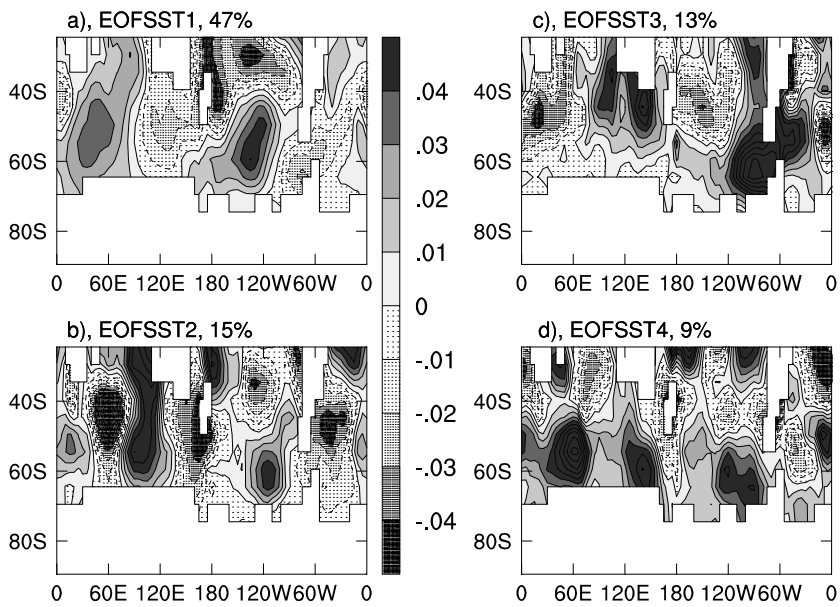 a), EOFSST1, 47%
40S
60S
80S
0 60E 120E 180 120W 60W 0
b), EOFSST2, 15%
40S
60S
80S
0 60E 120E 180 120W 60W 0
.04
.03
.02
.01
0
-.01
-.02
-.03
-.04
c), EOFSST3, 13%
40S
60S
80S
0 60E 120E 180 120W 60W 0
d), EOFSST4, 9%
40S
60S
80S
0 60E 120E 180 120W 60W 0